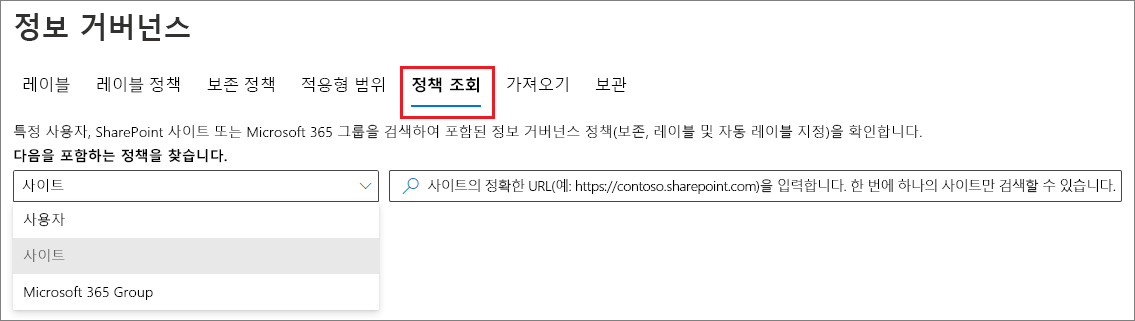 정보 거버넌스
레이블 레이블 정책 보존 정책 적응형 범위 정책 조회 가져오기 보관
특정 사용자, SharePoint 사이트 또는 Microsoft 365 그룹을 검색하여 포함된 정보 거버넌스 정책(보존, 레이블 및 자동 레이블 지정)을 확인합니다.
다음을 포함하는 정책을 찾습니다.
사이트 사이트의 정확한 URL(예: https://contoso.sharepoint.com)을 입력합니다. 한 번에 하나의 사이트만 검색할 수 있습니다.
사용자
사이트
Microsoft 365 Group